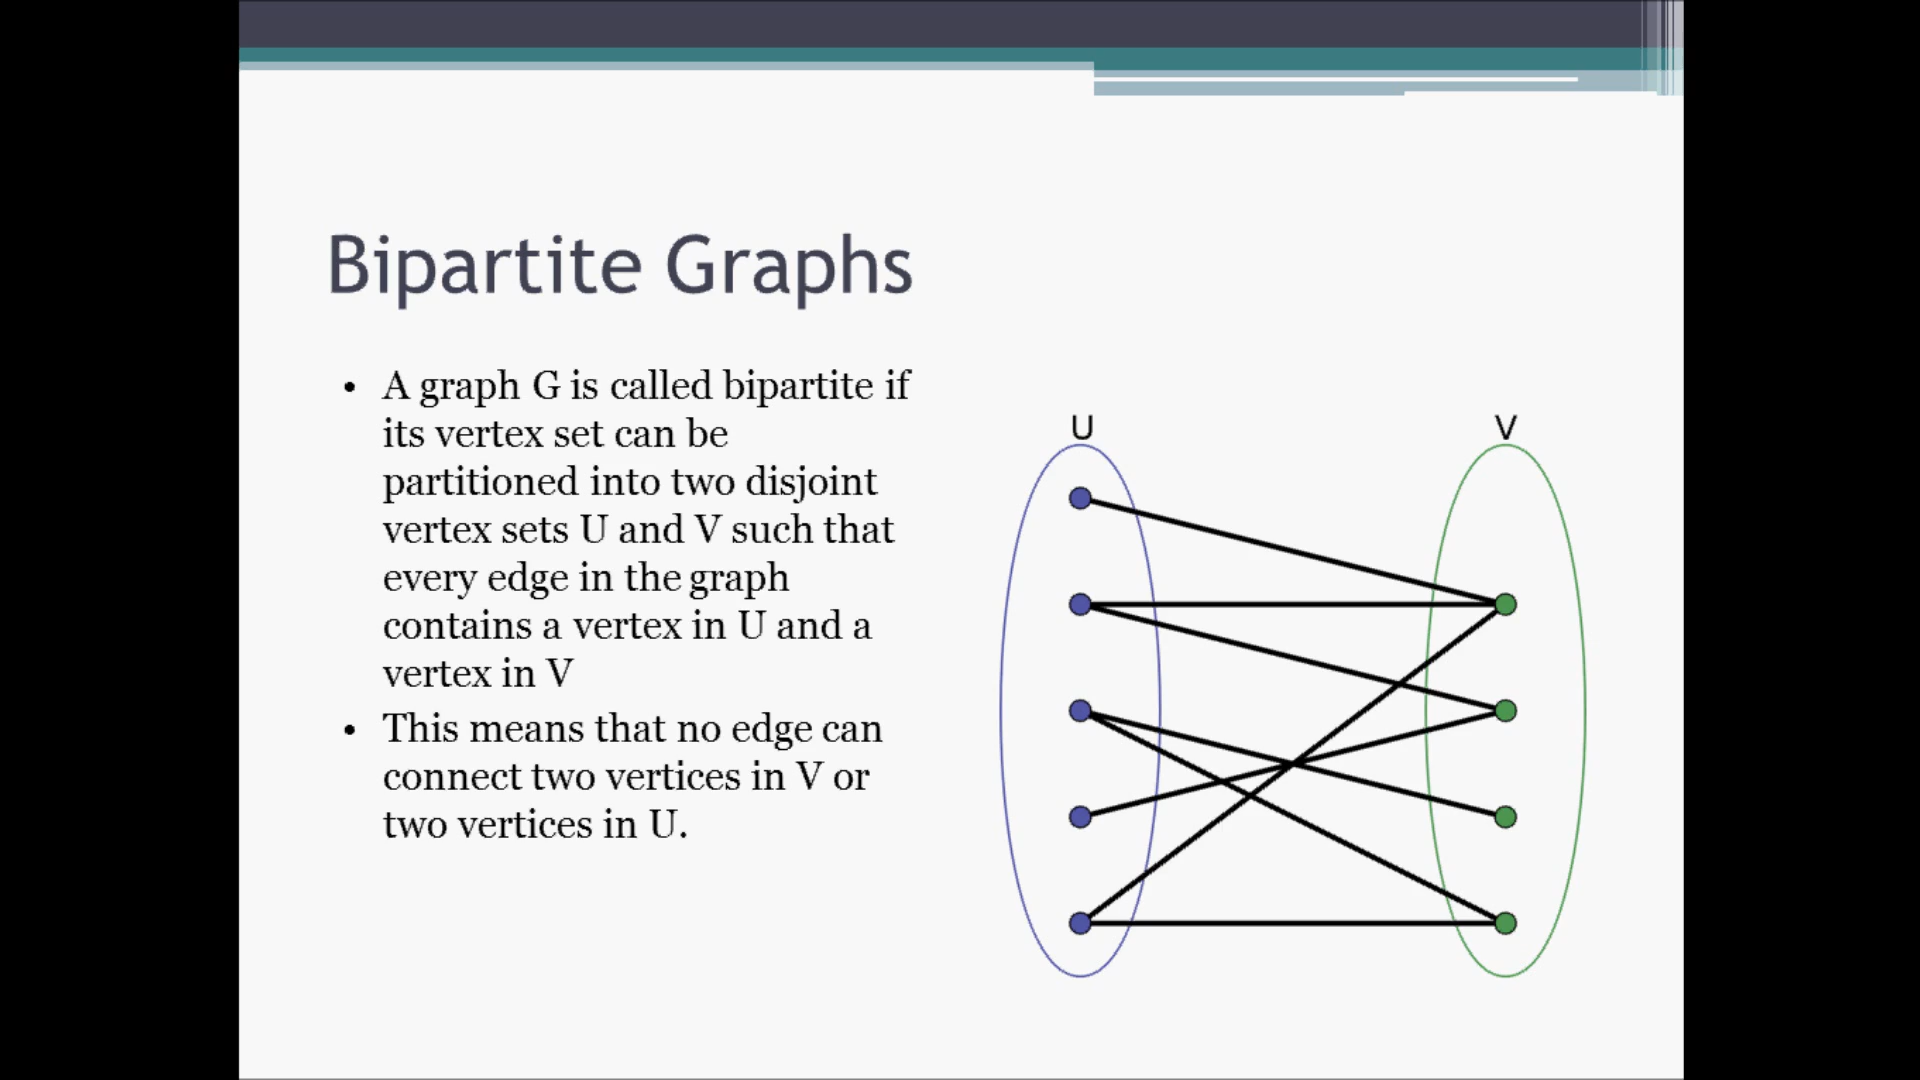 Bipartite Graphs
• A graph G is called bipartite if
its vertex set can be
partitioned into two disjoint
vertex sets U and V such that
every edge in the graph
contains a vertex in U and a
vertex in V
• This means that no edge can
connect two vertices in V or
two vertices in U.
U
V